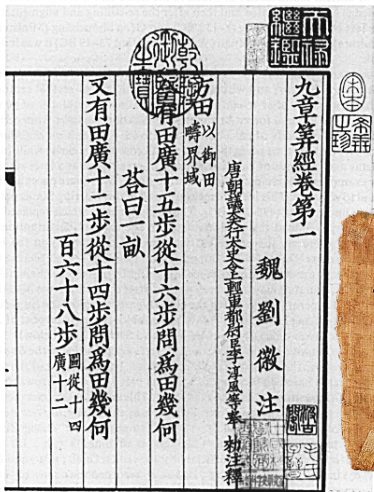 天祿繼鑑
九章筭經卷第一
魏 劉 徽 注
唐朝議大夫行太史令上輕車都尉臣李淳風等奉 勑注釋
方田以御田疇界域
今有田廣十五步從十六步問爲田幾何
荅曰一畝
又有田廣十二步從十四步問爲田幾何
百六十八步圖從十四廣十二